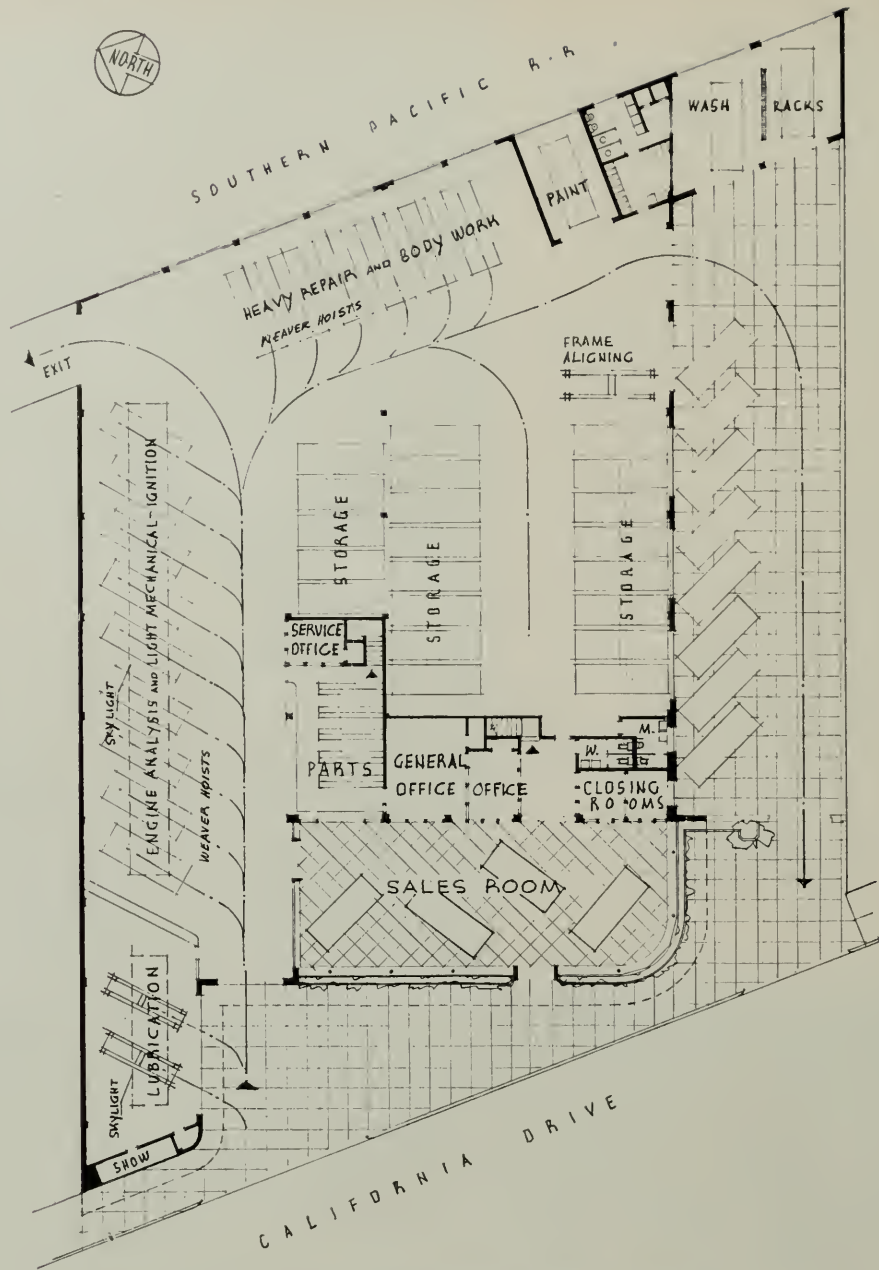 NORTH
SOUTHERN PACIFIC R.R.
WASH RACKS
PAINT
HEAVY REPAIR AND BODY WORK
WEAVER HOISTS
EXIT
FRAME
ALIGNING
ENGINE ANALYSIS AND LIGHT MECHANICAL-IGNITION
SKYLIGHT
WEAVER HOISTS
STORAGE
STORAGE
STORAGE
SERVICE
OFFICE
PARTS
GENERAL
OFFICE
OFFICE
W.
M.
CLOSING
ROOMS
SALES ROOM
LUBRICATION
SKYLIGHT
SHOW
CALIFORNIA DRIVE